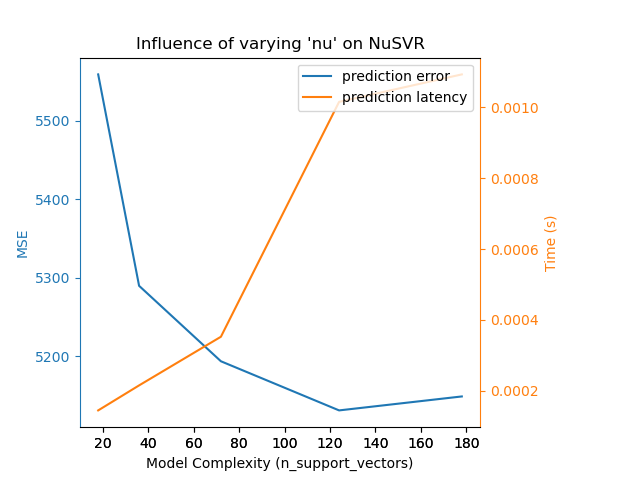 Influence of varying 'nu' on NuSVR
prediction error
prediction latency
5500
5400
5300
5200
MSE
0.0010
0.0008
0.0006
0.0004
0.0002
Time (s)
20 40 60 80 100 120 140 160 180
Model Complexity (n_support_vectors)